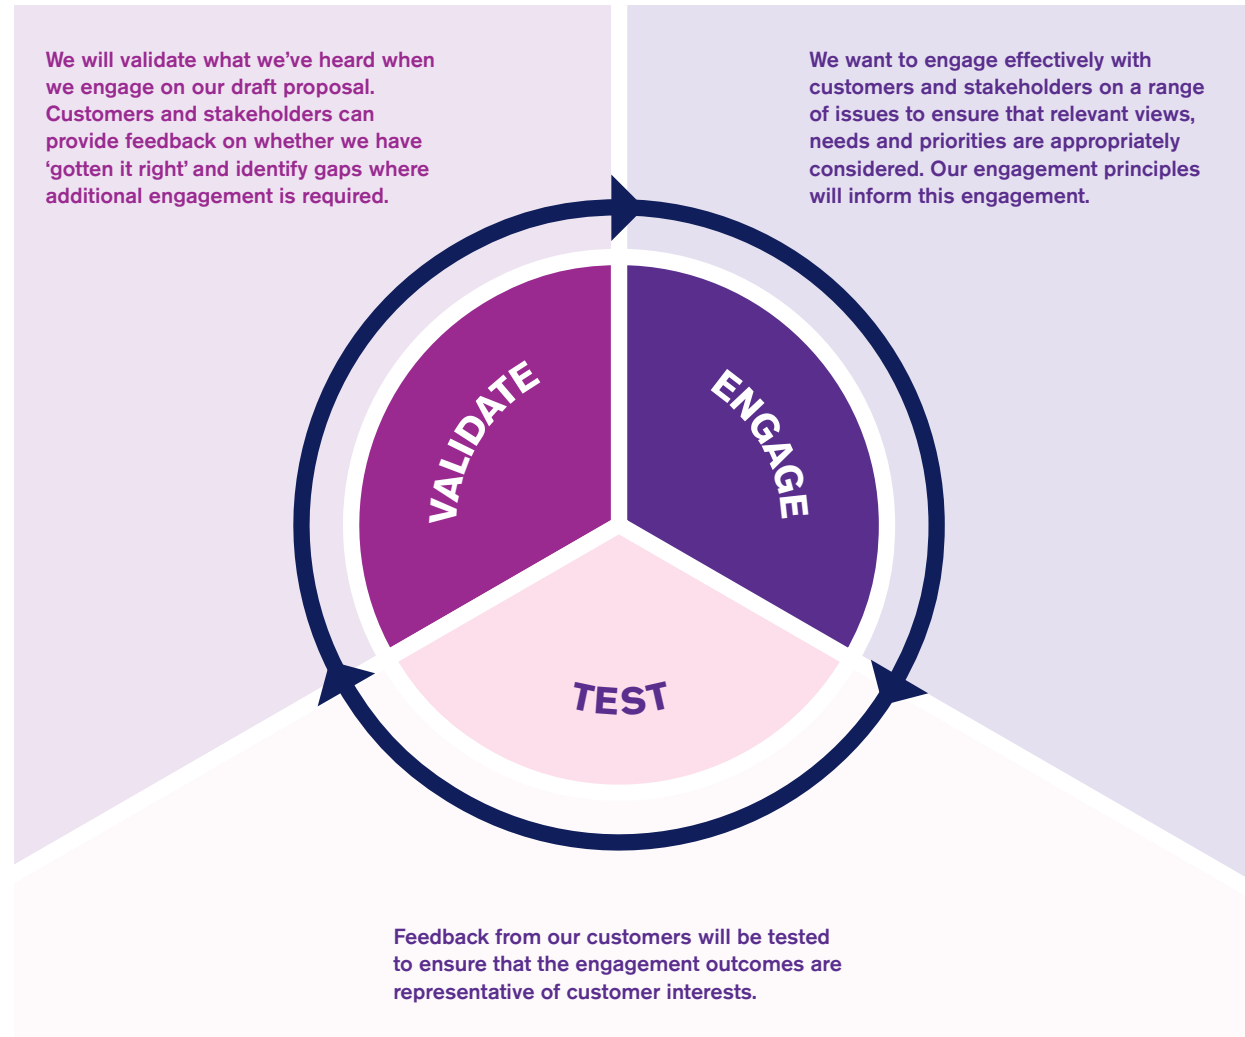 We will validate what we’ve heard when
we engage on our draft proposal.
Customers and stakeholders can
provide feedback on whether we have
‘gotten it right’ and identify gaps where
additional engagement is required.
We want to engage effectively with
customers and stakeholders on a range
of issues to ensure that relevant views,
needs and priorities are appropriately
considered. Our engagement principles
will inform this engagement.
VALIDATE
ENGAGE
TEST
Feedback from our customers will be tested
to ensure that the engagement outcomes are
representative of customer interests.